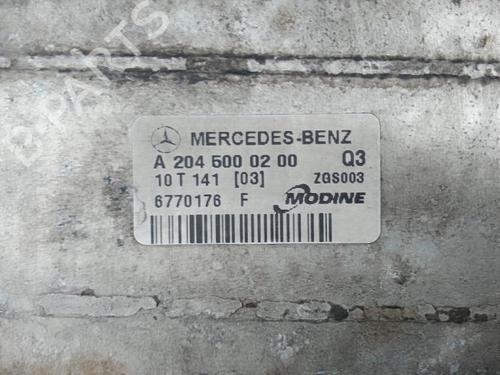 B-PARTS
MERCEDES-BENZ
A 204 500 02 00 Q3
10 T 141 [03] ZGS003
6770176 F MODINE